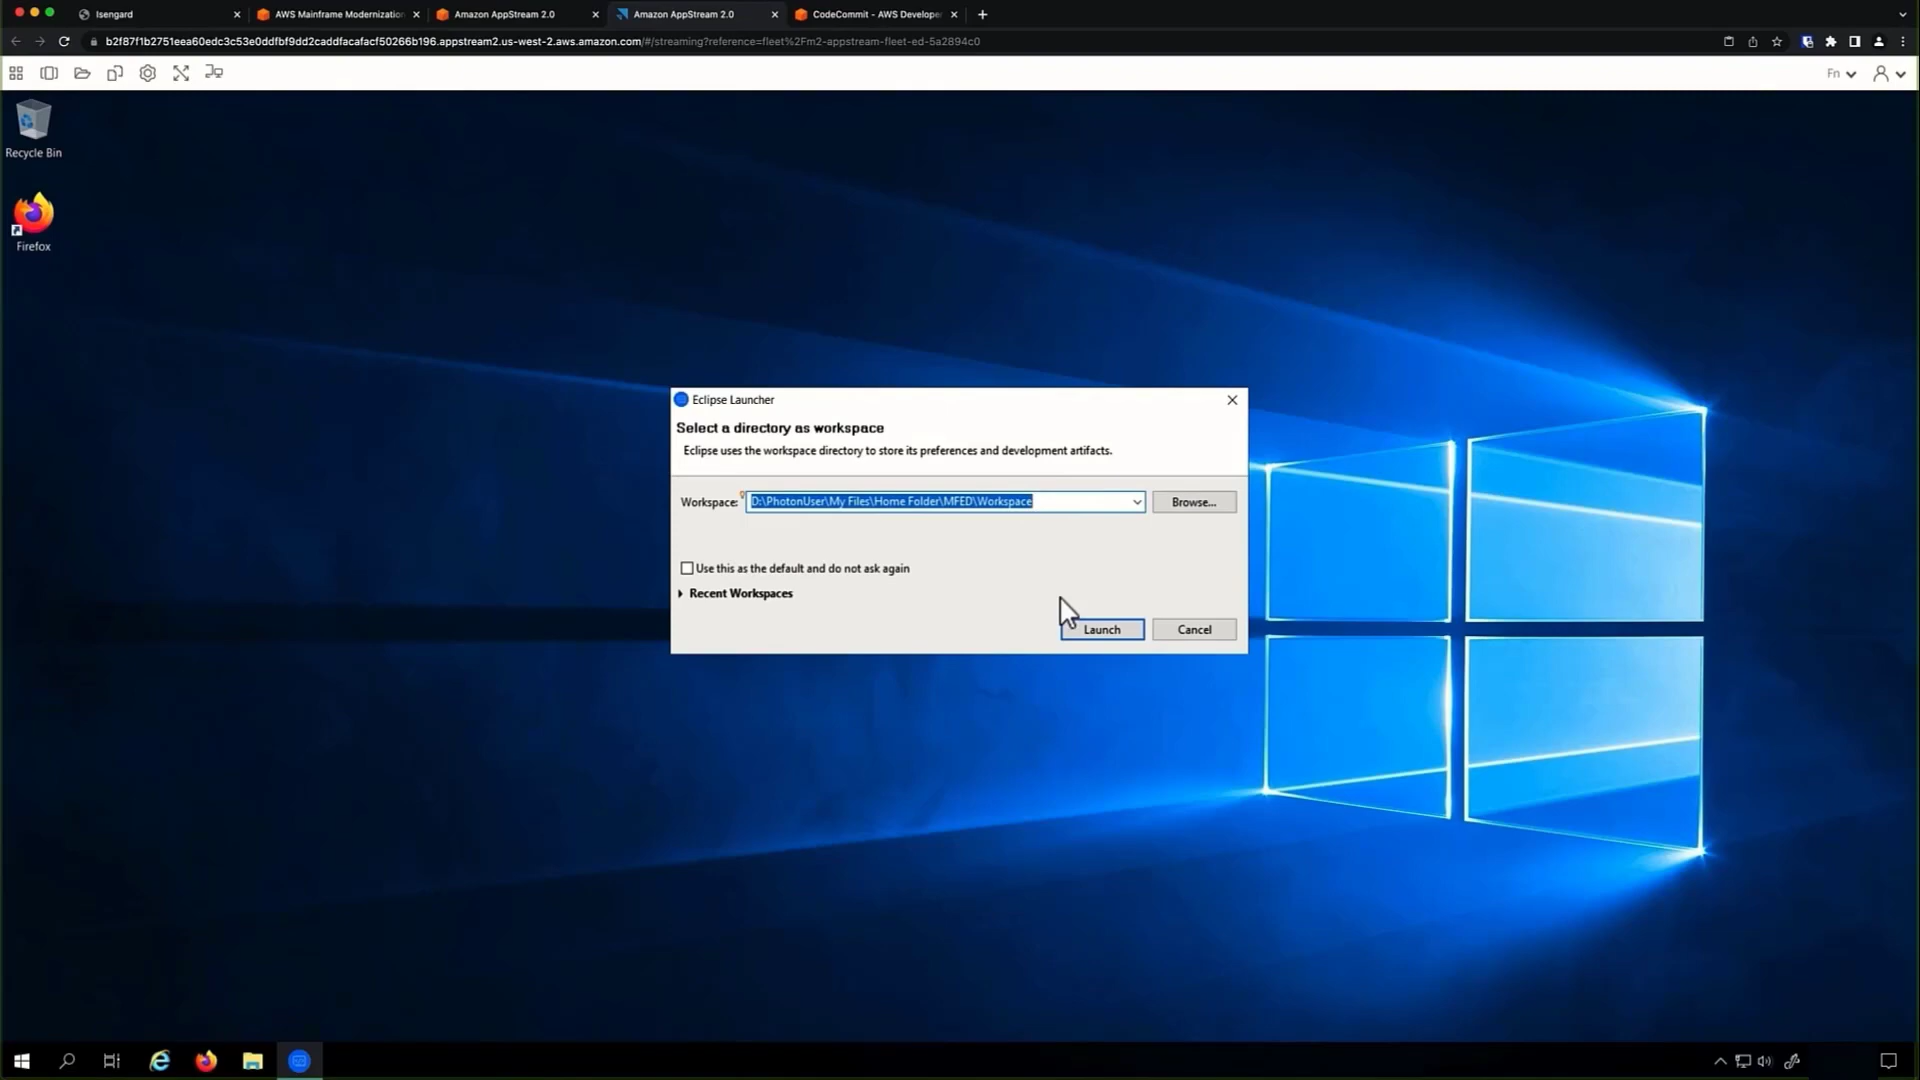 Isengard
AWS Mainframe Modernization
Amazon AppStream 2.0
Amazon AppStream 2.0
CodeCommit - AWS Develope
b2f87f1b2751eea60edc3c53e0ddfbf9dd2caddfacafacf50266b196.appstream2.us-west-2.aws.amazon.com/#/streaming?reference=fleet%2Fm2-appstream-fleet-ed-5a2894c0
Fn
Recycle Bin
Firefox
Eclipse Launcher
Select a directory as workspace
Eclipse uses the workspace directory to store its preferences and development artifacts.
Workspace: D:\PhotonUser\My Files\Home Folder\MFED\Workspace Browse...
Use this as the default and do not ask again
Recent Workspaces
Launch Cancel